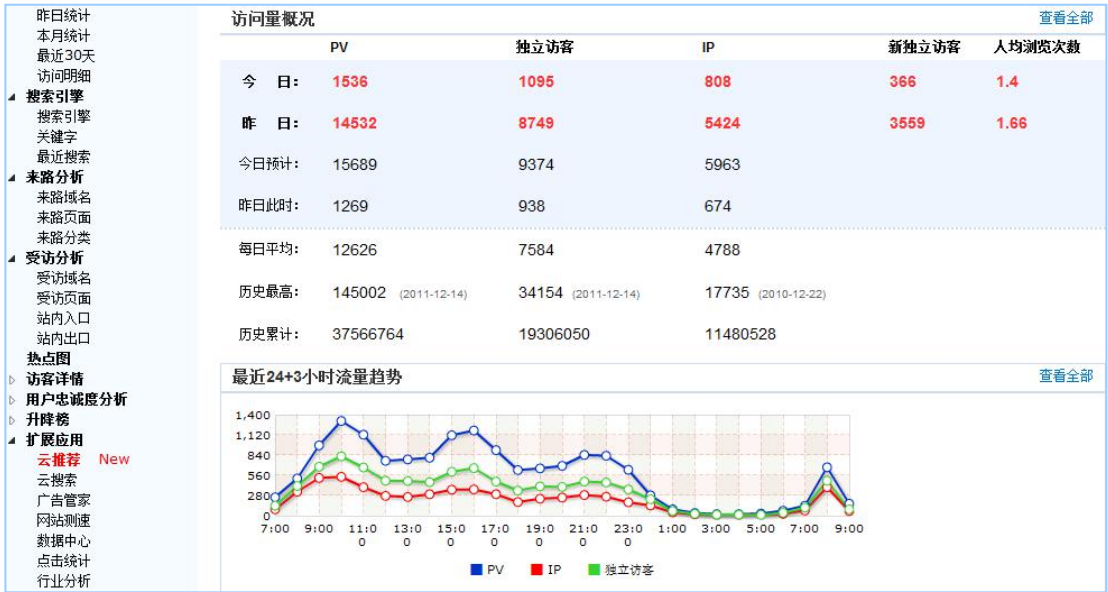 昨日统计
本月统计
最近30天
访问明细
搜索引擎
搜索引擎
关键字
最近搜索
来路分析
来路域名
来路页面
来路分类
受访分析
受访域名
受访页面
站内入口
站内出口
热点图
访客详情
用户忠诚度分析
升降榜
扩展应用
云推荐 New
云搜索
广告管家
网站测速
数据中心
点击统计
行业分析
访问量概况 查看全部
PV 独立访客 IP 新独立访客 人均浏览次数
今 日: 1536 1095 808 366 1.4
昨 日: 14532 8749 5424 3559 1.66
今日预计: 15689 9374 5963
昨日此时: 1269 938 674
每日平均: 12626 7584 4788
历史最高: 145002 (2011-12-14) 34154 (2011-12-14) 17735 (2010-12-22)
历史累计: 37566764 19306050 11480528
最近24+3小时流量趋势 查看全部
1,400
1,120
840
560
280
0
7:00 9:00 11:00 13:00 15:00 17:00 19:00 21:00 23:00 1:00 3:00 5:00 7:00 9:00
PV IP 独立访客